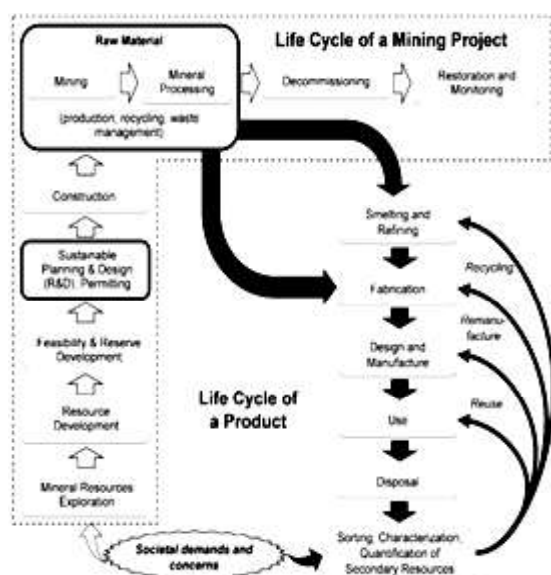 Raw Material
Life Cycle of a Mining Project
Mining
Mineral
Processing
Decommissioning
Restoration and
Monitoring
(production, recycling, waste
management)
Construction
Sustainable
Planning & Design
(R&D), Permitting
Feasibility & Reserve
Development
Resource
Development
Mineral Resources
Exploration
Life Cycle of
a Product
Smelting and
Refining
Recycling
Fabrication
Remanu-
facture
Design and
Manufacture
Reuse
Use
Disposal
Societal demands and
concerns
Sorting, Characterization,
Quantification of
Secondary Resources